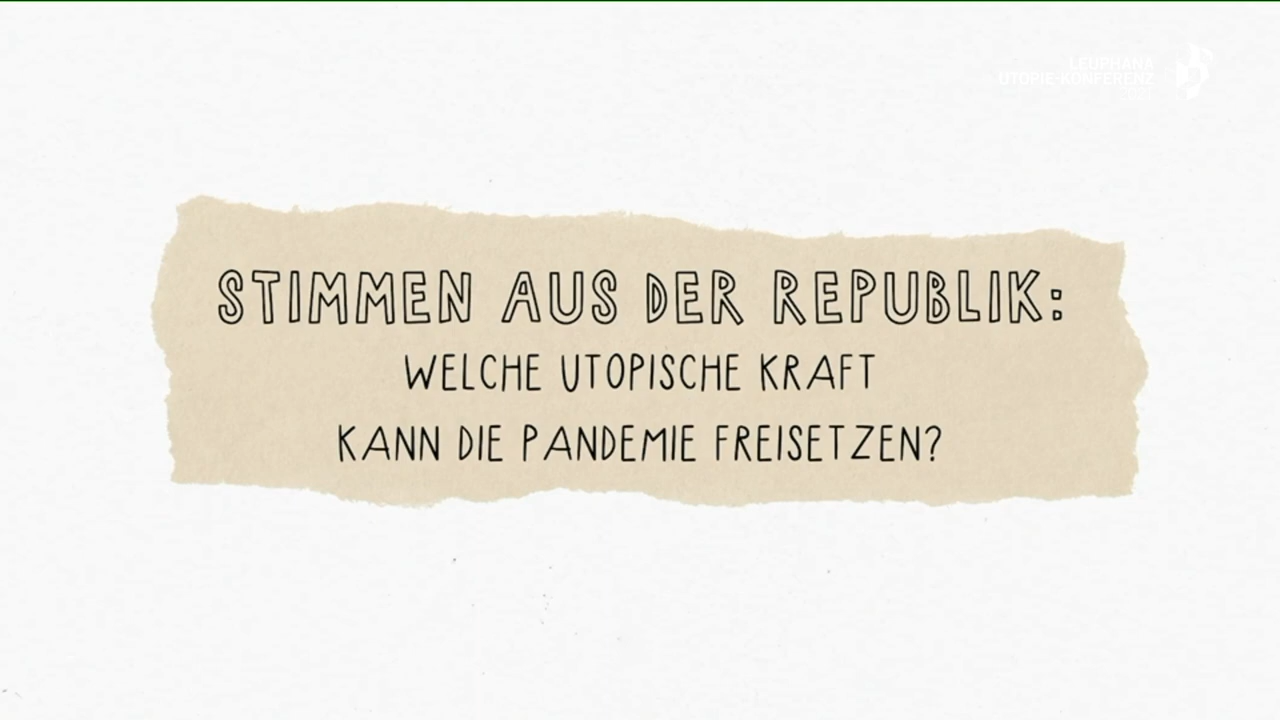 LEUPHANA
UTOPIE-KONFERENZ
STIMMEN AUS DER REPUBLIK:
WELCHE UTOPISCHE KRAFT
KANN DIE PANDEMIE FREISETZEN?